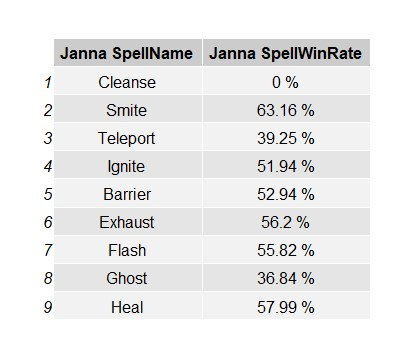 Janna SpellName Janna SpellWinRate
1 Cleanse 0 %
2 Smite 63.16 %
3 Teleport 39.25 %
4 Ignite 51.94 %
5 Barrier 52.94 %
6 Exhaust 56.2 %
7 Flash 55.82 %
8 Ghost 36.84 %
9 Heal 57.99 %